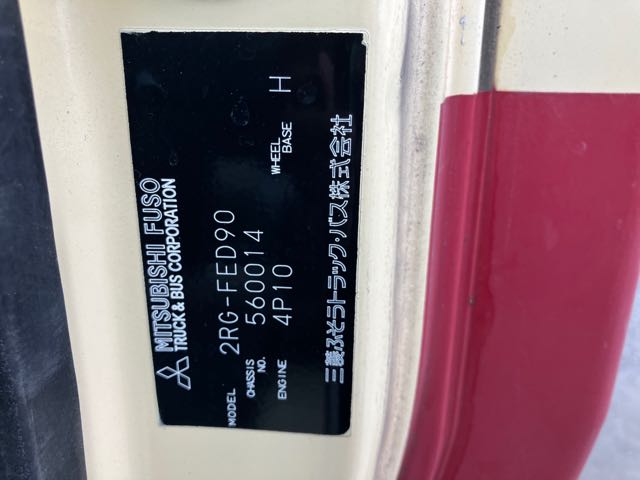 MITSUBISHI FUSO
TRUCK & BUS CORPORATION
MODEL 2RG-FED90
CHASSIS NO. 560014
ENGINE 4P10 WHEEL BASE H
三菱ふそうトラック・バス株式会社